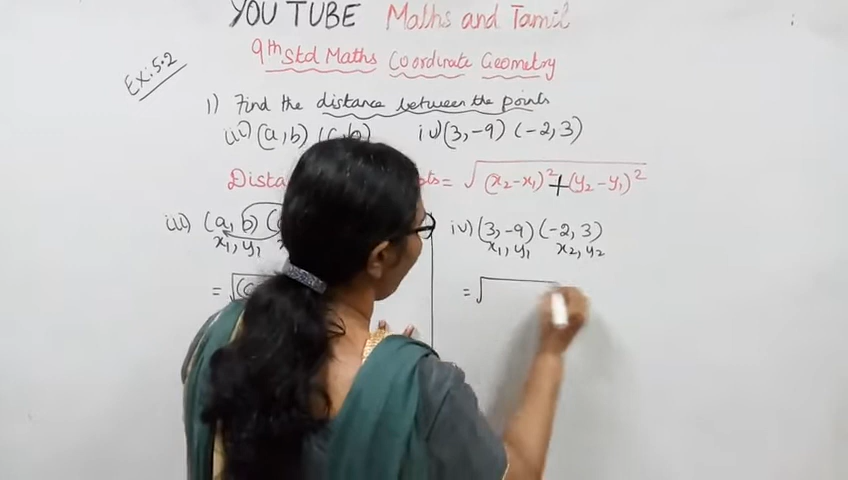 YOU TUBE Maths and Tamil
9th Std Maths Coordinate Geometry
Ex: 5.2
1) Find the distance between the points
iii) (a, b) (c, b) iv) (3, -9) (-2, 3)
= √(x₂-x₁)² + (y₂-y₁)²
iii) (a, b) iv) (3, -9) (-2, 3)
x₁, y₁ x₁, y₁ x₂, y₂
= √ = √